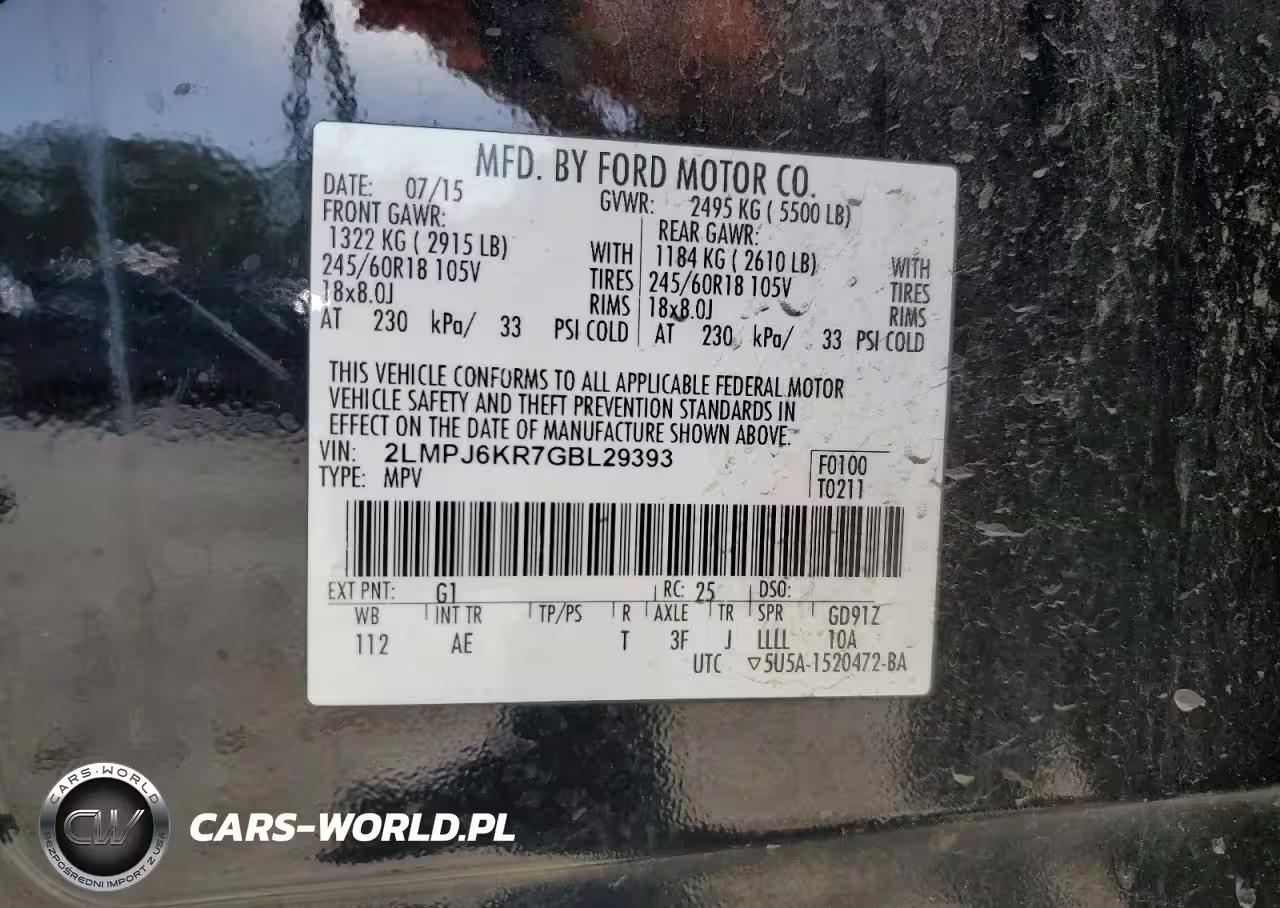 MFD. BY FORD MOTOR CO.
DATE: 07/15 GVWR: 2495 KG ( 5500 LB)
FRONT GAWR: REAR GAWR:
1322 KG ( 2915 LB) WITH 1184 KG ( 2610 LB) WITH
245/60R18 105V TIRES 245/60R18 105V TIRES
18x8.0J RIMS 18x8.0J RIMS
AT 230 kPa/ 33 PSI COLD AT 230 kPa/ 33 PSI COLD
THIS VEHICLE CONFORMS TO ALL APPLICABLE FEDERAL MOTOR
VEHICLE SAFETY AND THEFT PREVENTION STANDARDS IN
EFFECT ON THE DATE OF MANUFACTURE SHOWN ABOVE.
VIN: 2LMPJ6KR7GBL29393 F0100
TYPE: MPV T0211
EXT PNT: G1 RC: 25 DSO:
WB INT TR TP/PS R AXLE TR SPR GD91Z
112 AE T 3F J LLLL 10A
UTC ▽5U5A-1520472-BA
CARS-WORLD
CW
BEZPOŚREDNI IMPORT Z USA
CARS-WORLD.PL